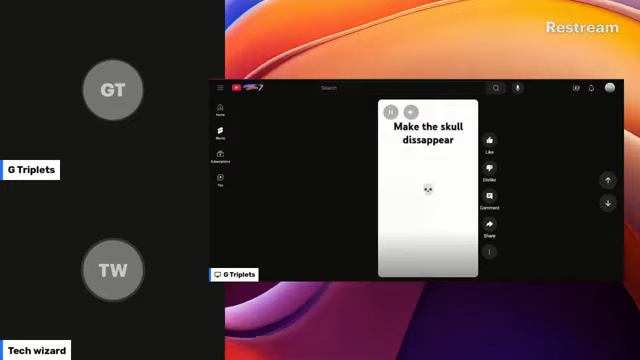 Restream
GT
G Triplets
TW
Tech wizard
Search
Home
Shorts
Subscriptions
You
Make the skull
dissappear
Like
Dislike
Comment
Share
G Triplets